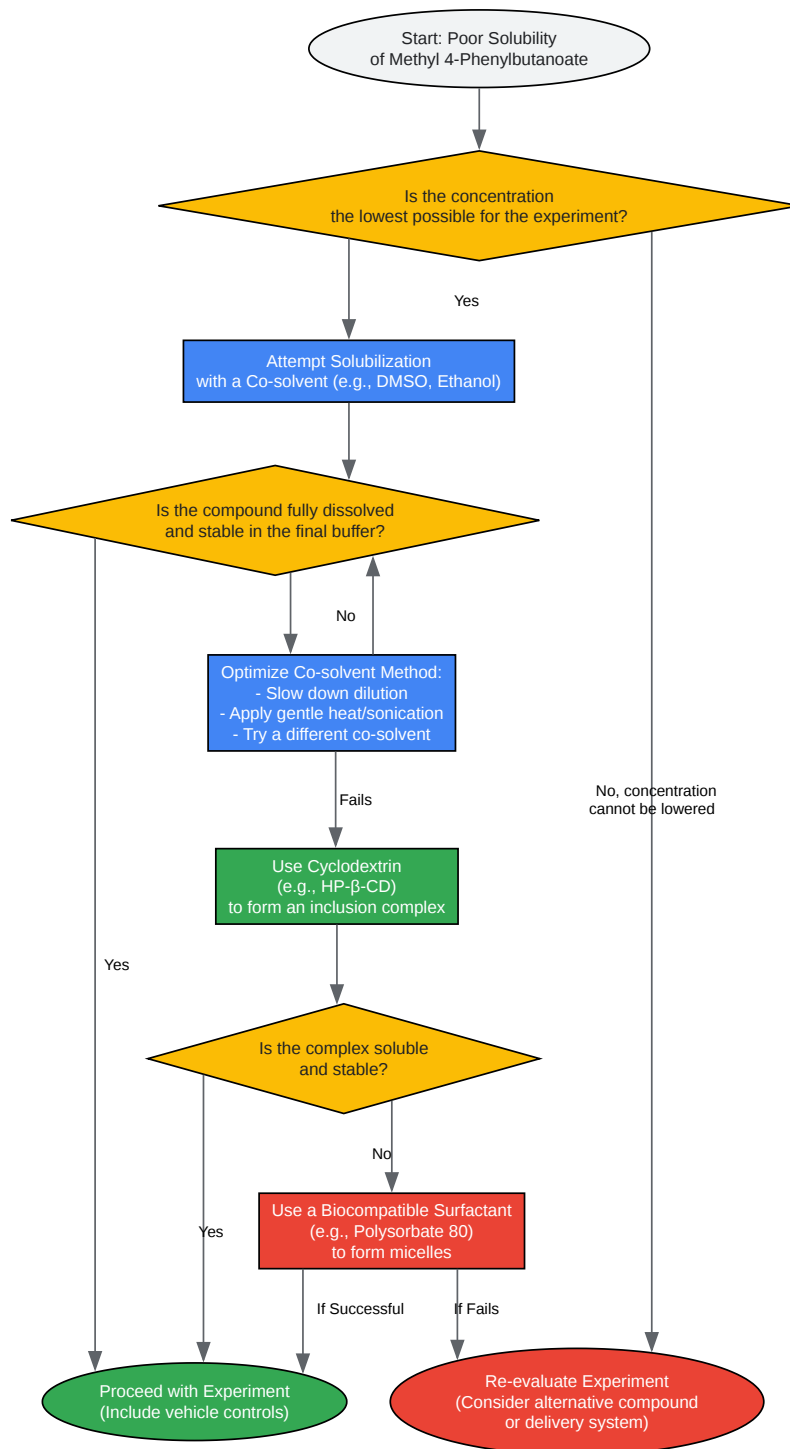 Start: Poor Solubility
of Methyl 4-Phenylbutanoate
Is the concentration
the lowest possible for the experiment?
Yes
Attempt Solubilization
with a Co-solvent (e.g., DMSO, Ethanol)
Is the compound fully dissolved
and stable in the final buffer?
No
Optimize Co-solvent Method:
- Slow down dilution
- Apply gentle heat/sonication
- Try a different co-solvent
No, concentration
cannot be lowered
Fails
Use Cyclodextrin
(e.g., HP-β-CD)
to form an inclusion complex
Yes
Is the complex soluble
and stable?
No
Use a Biocompatible Surfactant
(e.g., Polysorbate 80)
to form micelles
Yes
If Successful
If Fails
Proceed with Experiment
(Include vehicle controls)
Re-evaluate Experiment
(Consider alternative compound
or delivery system)